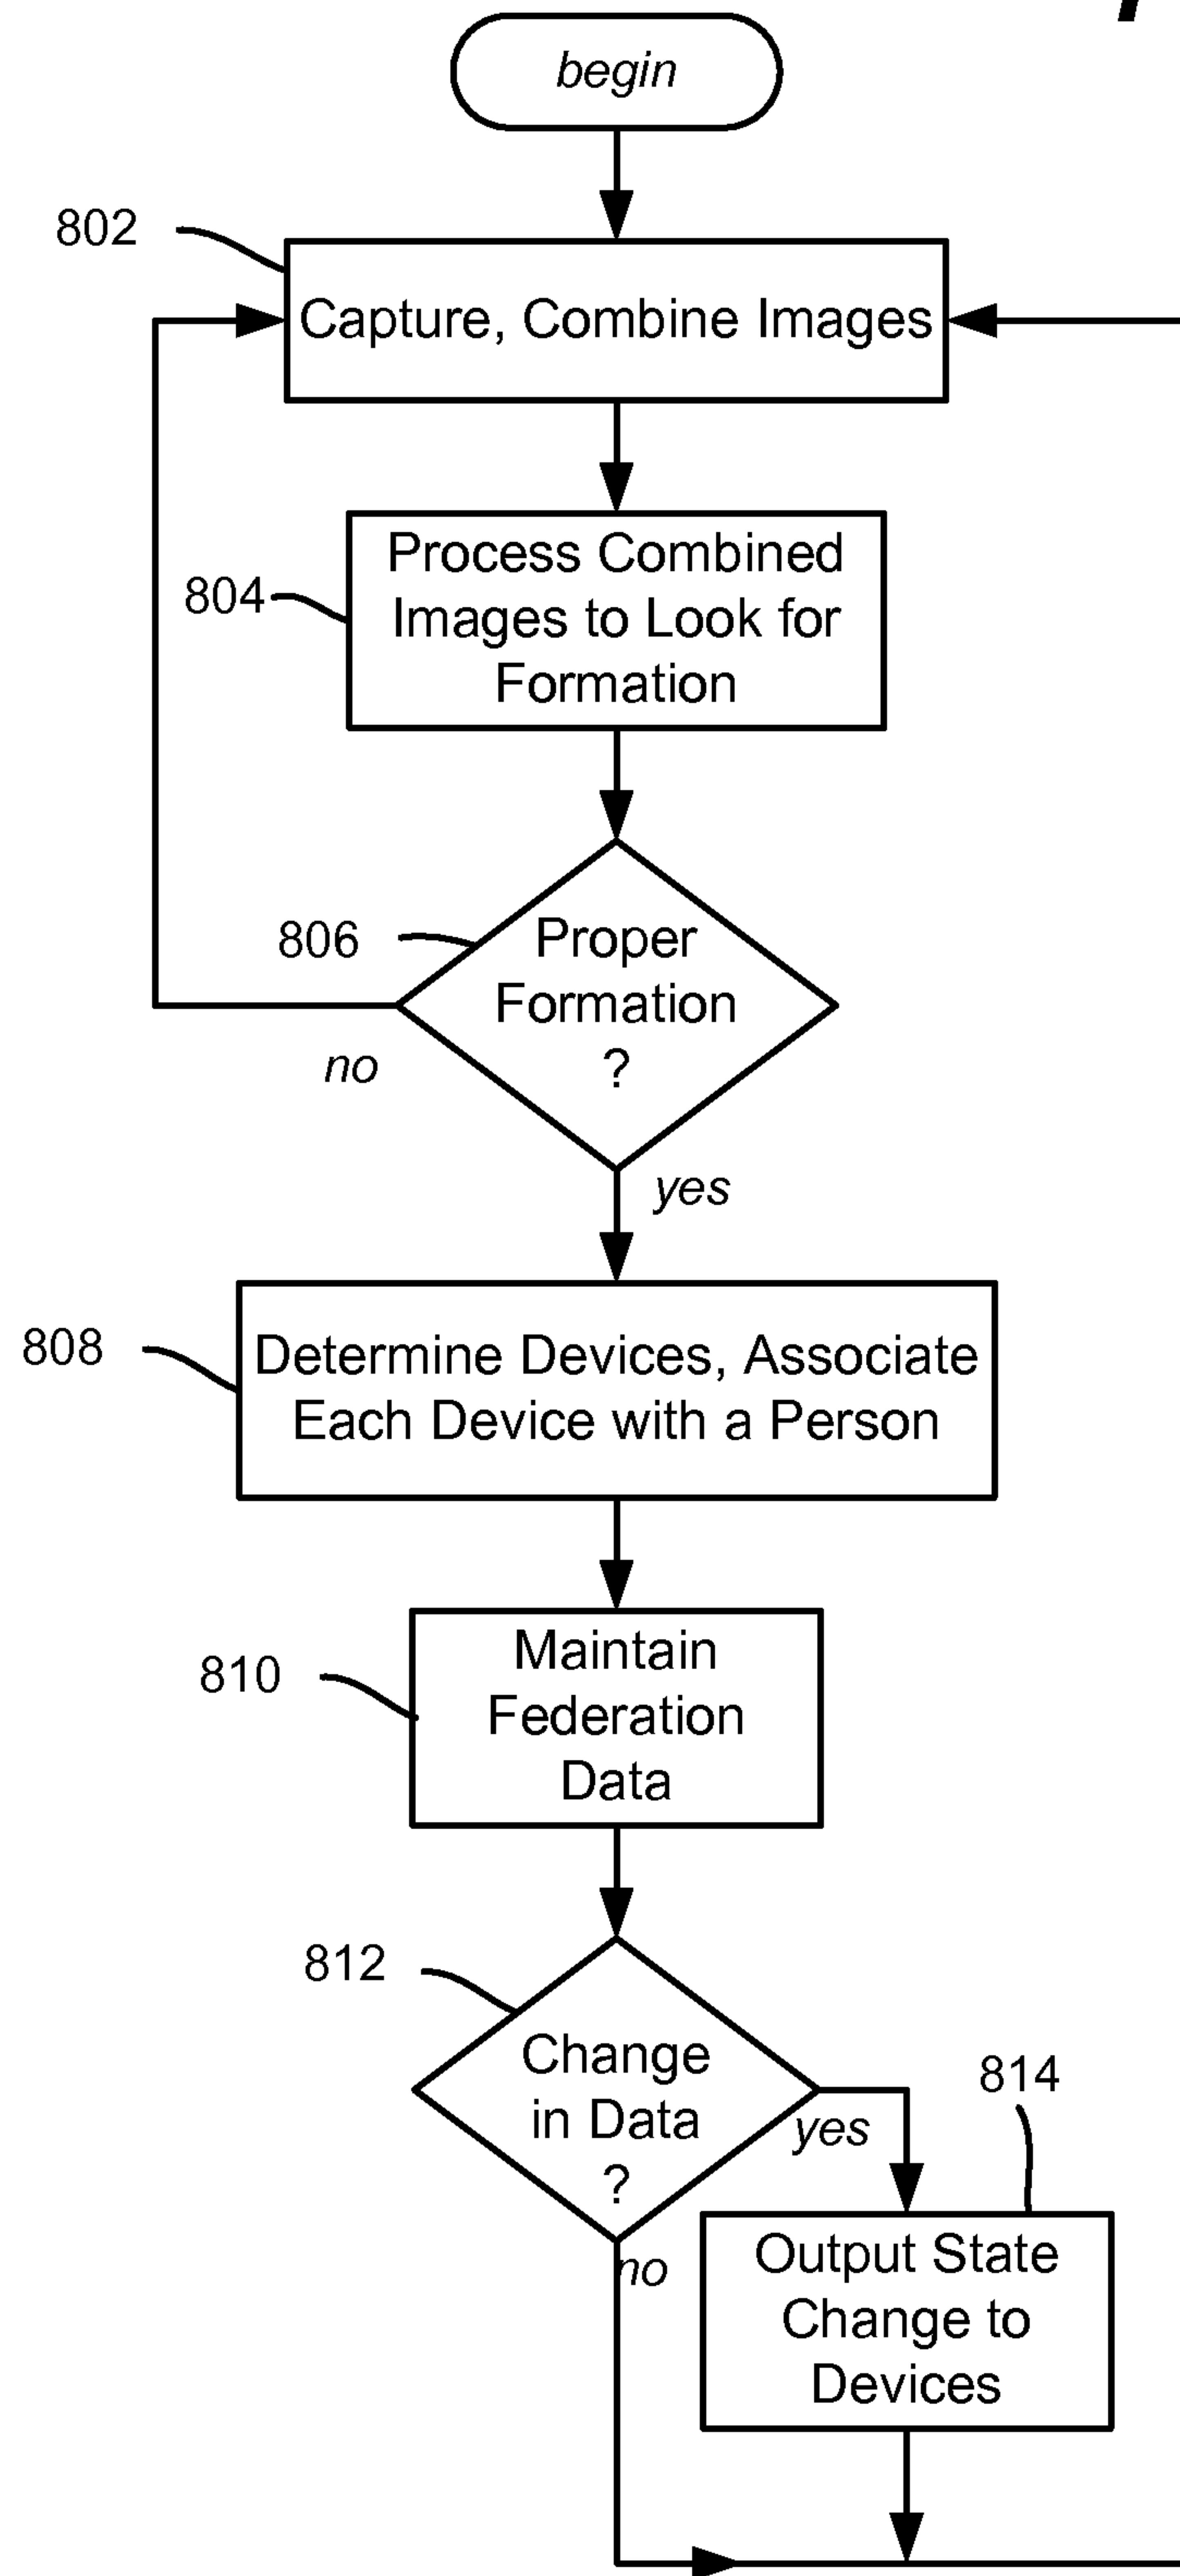 begin
802
Capture, Combine Images
Process Combined
804
Images to Look for
Formation
806
Proper
Formation
?
no
yes
808
Determine Devices, Associate
Each Device with a Person
810
Maintain
Federation
Data
812
Change
in Data
?
yes
814
no
Output State
Change to
Devices